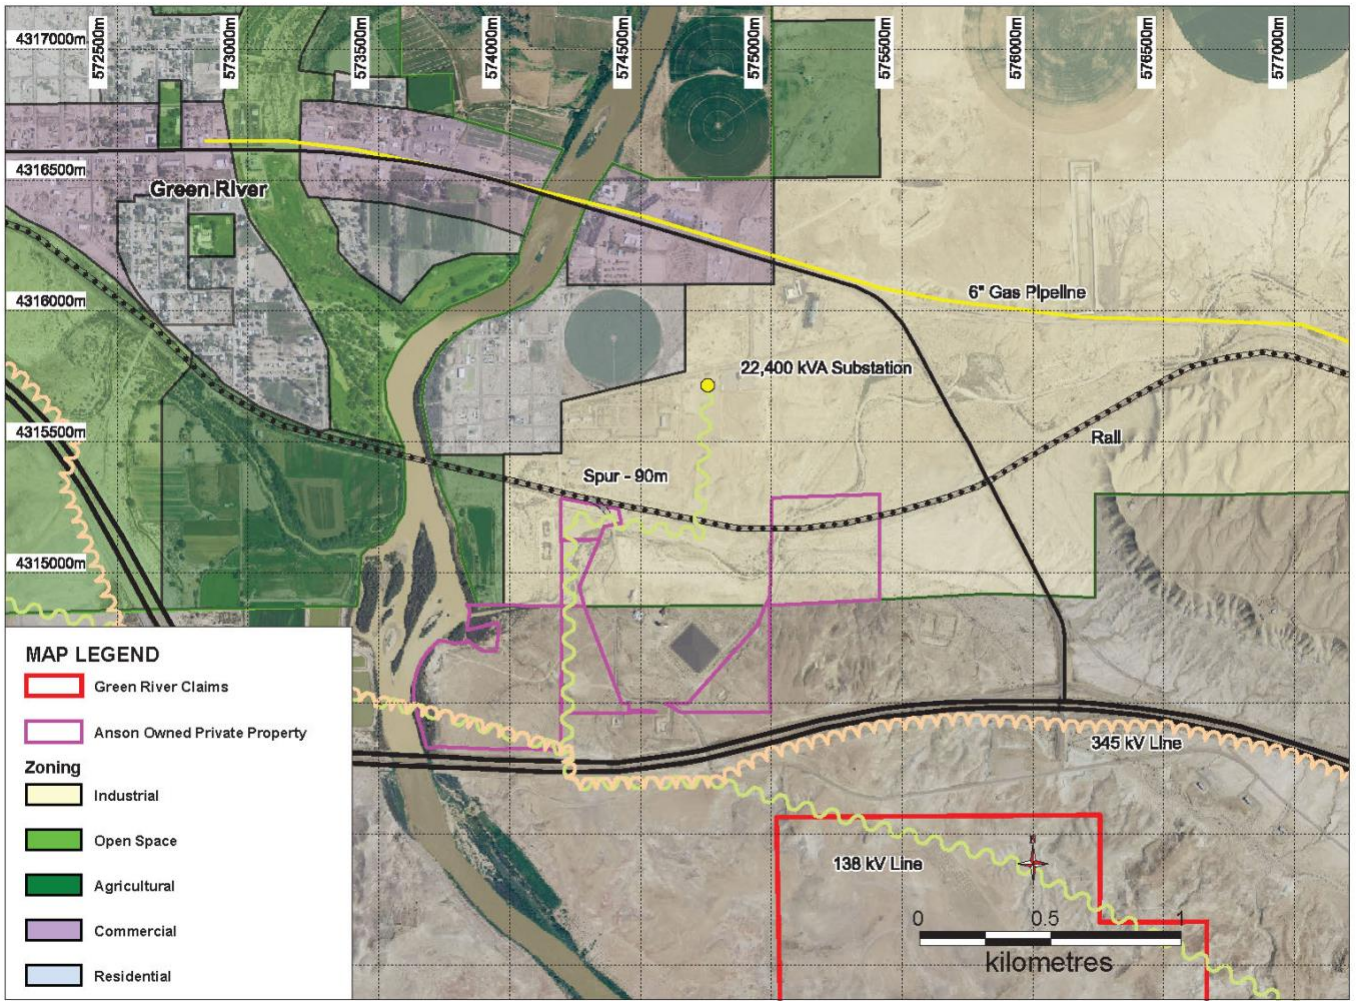 4317000m
572500m
573000m
573500m
574000m
574500m
575000m
575500m
576000m
576500m
577000m
4316500m
Green River
4316000m
6" Gas Pipeline
22,400 kVA Substation
4315500m
Rail
Spur - 90m
4315000m
MAP LEGEND
Green River Claims
Anson Owned Private Property
Zoning
Industrial
Open Space
Agricultural
Commercial
Residential
345 kV Line
138 kV Line
N
0 0.5 1
kilometres